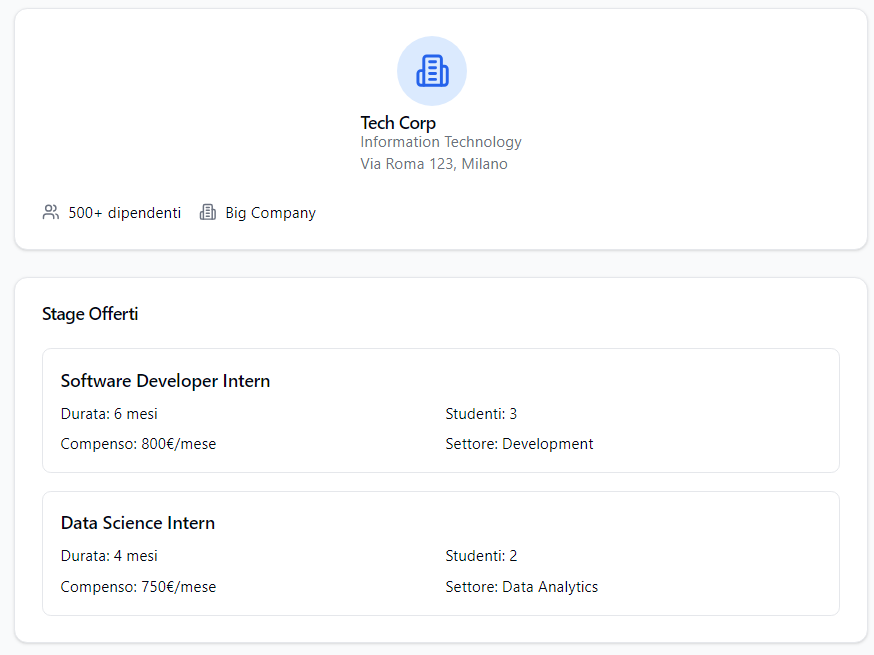 Tech Corp
Information Technology
Via Roma 123, Milano
500+ dipendenti Big Company
Stage Offerti
Software Developer Intern
Durata: 6 mesi Studenti: 3
Compenso: 800€/mese Settore: Development
Data Science Intern
Durata: 4 mesi Studenti: 2
Compenso: 750€/mese Settore: Data Analytics